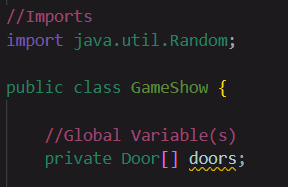 //Imports
import java.util.Random;
public class GameShow {
//Global Variable(s)
private Door[] doors;